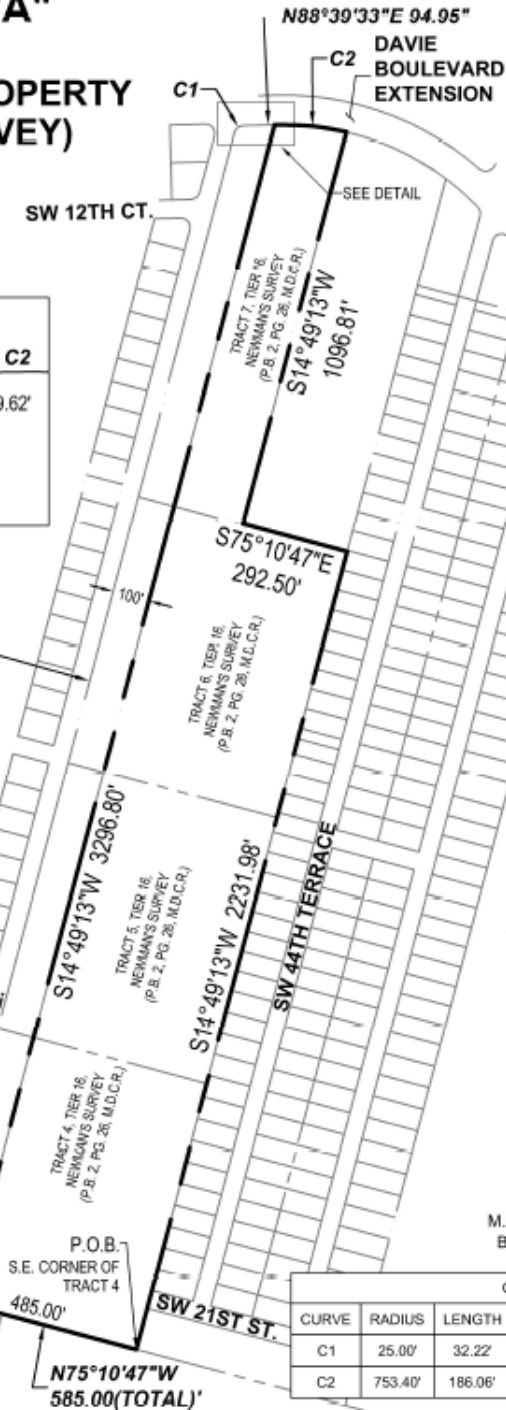 A"
OPERTY
VEY)
N88°39'33"E 94.95"
C1
C2
DAVIE
BOULEVARD
EXTENSION
SEE DETAIL
SW 12TH CT.
C2
9.62'
TRACT 7, TIER 16,
NEWMAN'S SURVEY
(P.B. 2, PG. 26, M.D.C.R.)
S14°49'13"W
1096.81'
S75°10'47"E
292.50'
100'
TRACT 6, TIER 16,
NEWMAN'S SURVEY
(P.B. 2, PG. 26, M.D.C.R.)
S14°49'13"W 3296.80'
TRACT 5, TIER 16,
NEWMAN'S SURVEY
(P.B. 2, PG. 26, M.D.C.R.)
S14°49'13"W 2231.98'
SW 44TH TERRACE
TRACT 4, TIER 16,
NEWMAN'S SURVEY
(P.B. 2, PG. 26, M.D.C.R.)
P.O.B.
S.E. CORNER OF
TRACT 4
485.00'
SW 21ST ST.
N75°10'47"W
585.00(TOTAL)'
M.
B
CURVE RADIUS LENGTH
C1 25.00' 32.22'
C2 753.40' 186.06'